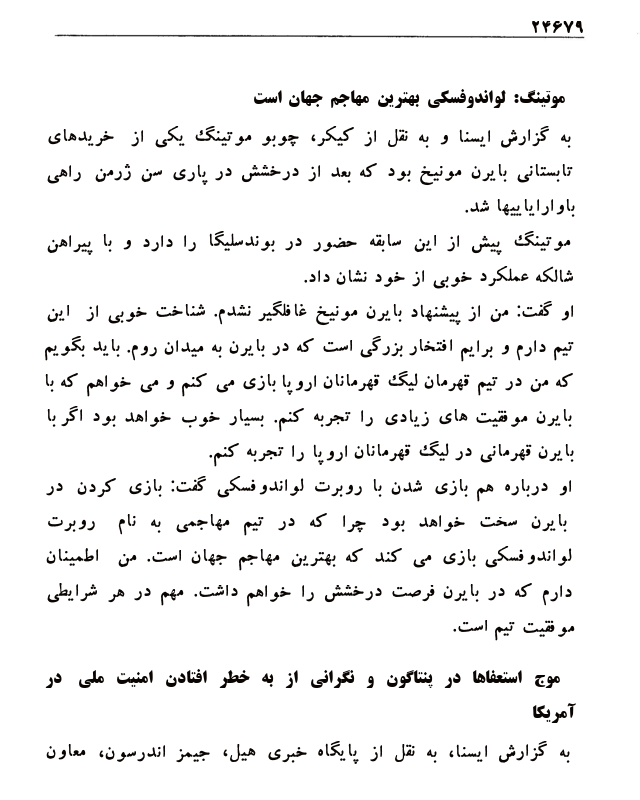 ۲۴۶۷۹
موتینگ: لواندوفسکی بهترین مهاجم جهان است
به گزارش ایسنا و به نقل از کیکر، چوپو موتینگ یکی از خریدهای
تابستانی بایرن مونیخ بود که بعد از درخشش در پاری سن ژرمن راهی
باوارایاییها شد.
موتینگ پیش از این سابقه حضور در بوندسلیگا را دارد و با پیراهن
شالکه عملکرد خوبی از خود نشان داد.
او گفت: من از پیشنهاد بایرن مونیخ غافلگیر نشدم. شناخت خوبی از این
تیم دارم و برایم افتخار بزرگی است که در بایرن به میدان روم. باید بگویم
که من در تیم قهرمان لیگ قهرمانان اروپا بازی می کنم و می خواهم که با
بایرن موفقیت های زیادی را تجربه کنم. بسیار خوب خواهد بود اگر با
بایرن قهرمانی در لیگ قهرمانان اروپا را تجربه کنم.
او درباره هم بازی شدن با روبرت لواندوفسکی گفت: بازی کردن در
بایرن سخت خواهد بود چرا که در تیم مهاجمی به نام روبرت
لواندوفسکی بازی می کند که بهترین مهاجم جهان است. من اطمینان
دارم که در بایرن فرصت درخشش را خواهم داشت. مهم در هر شرایطی
موفقیت تیم است.
موج استعفاها در پنتاگون و نگرانی از به خطر افتادن امنیت ملی در
آمریکا
به گزارش ایسنا، به نقل از پایگاه خبری هیل، جیمز اندرسون، معاون